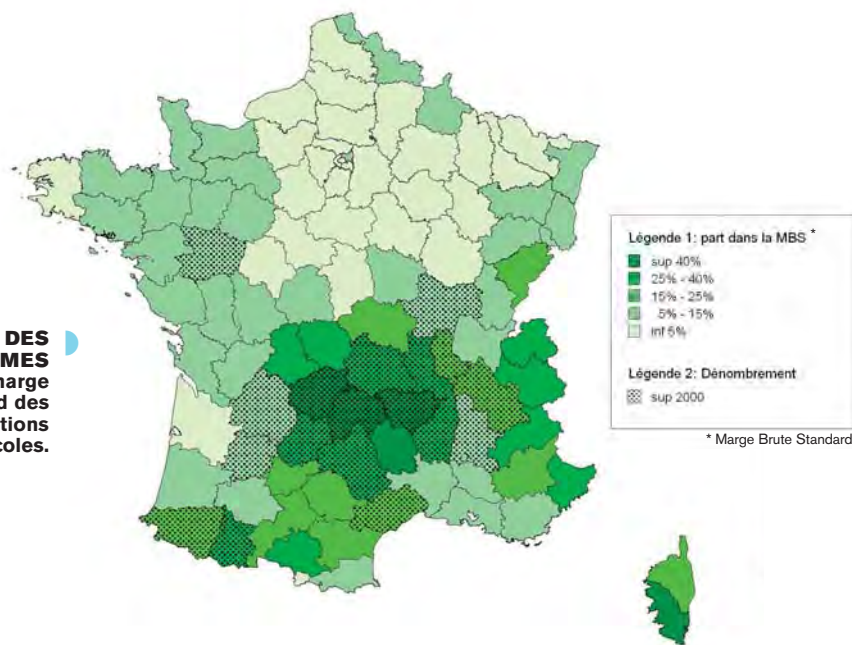 DES
MES
arge
d des
tions
coles.
Légende 1: part dans la MBS *
sup 40%
25% - 40%
15% - 25%
5% - 15%
inf 5%
Légende 2: Dénombrement
sup 2000
* Marge Brute Standard